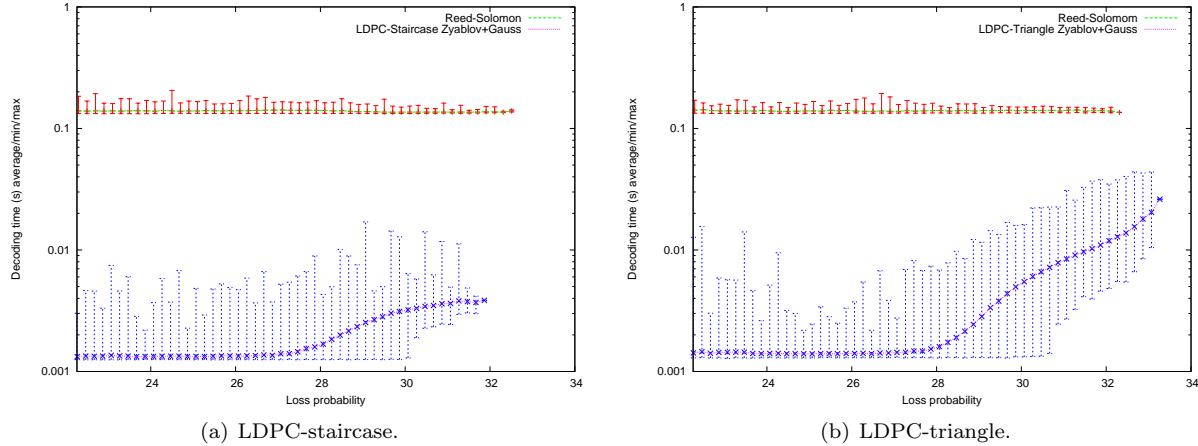 1
0.1
0.01
0.001
24
26
28
30
32
34
Decoding time (s) average/min/max
Loss probability
Reed-Solomon
LDPC-Staircase Zyablov+Gauss
(a) LDPC-staircase.
1
0.1
0.01
0.001
24
26
28
30
32
34
Decoding time (s) average/min/max
Loss probability
Reed-Solomom
LDPC-Triangle Zyablov+Gauss
(b) LDPC-triangle.